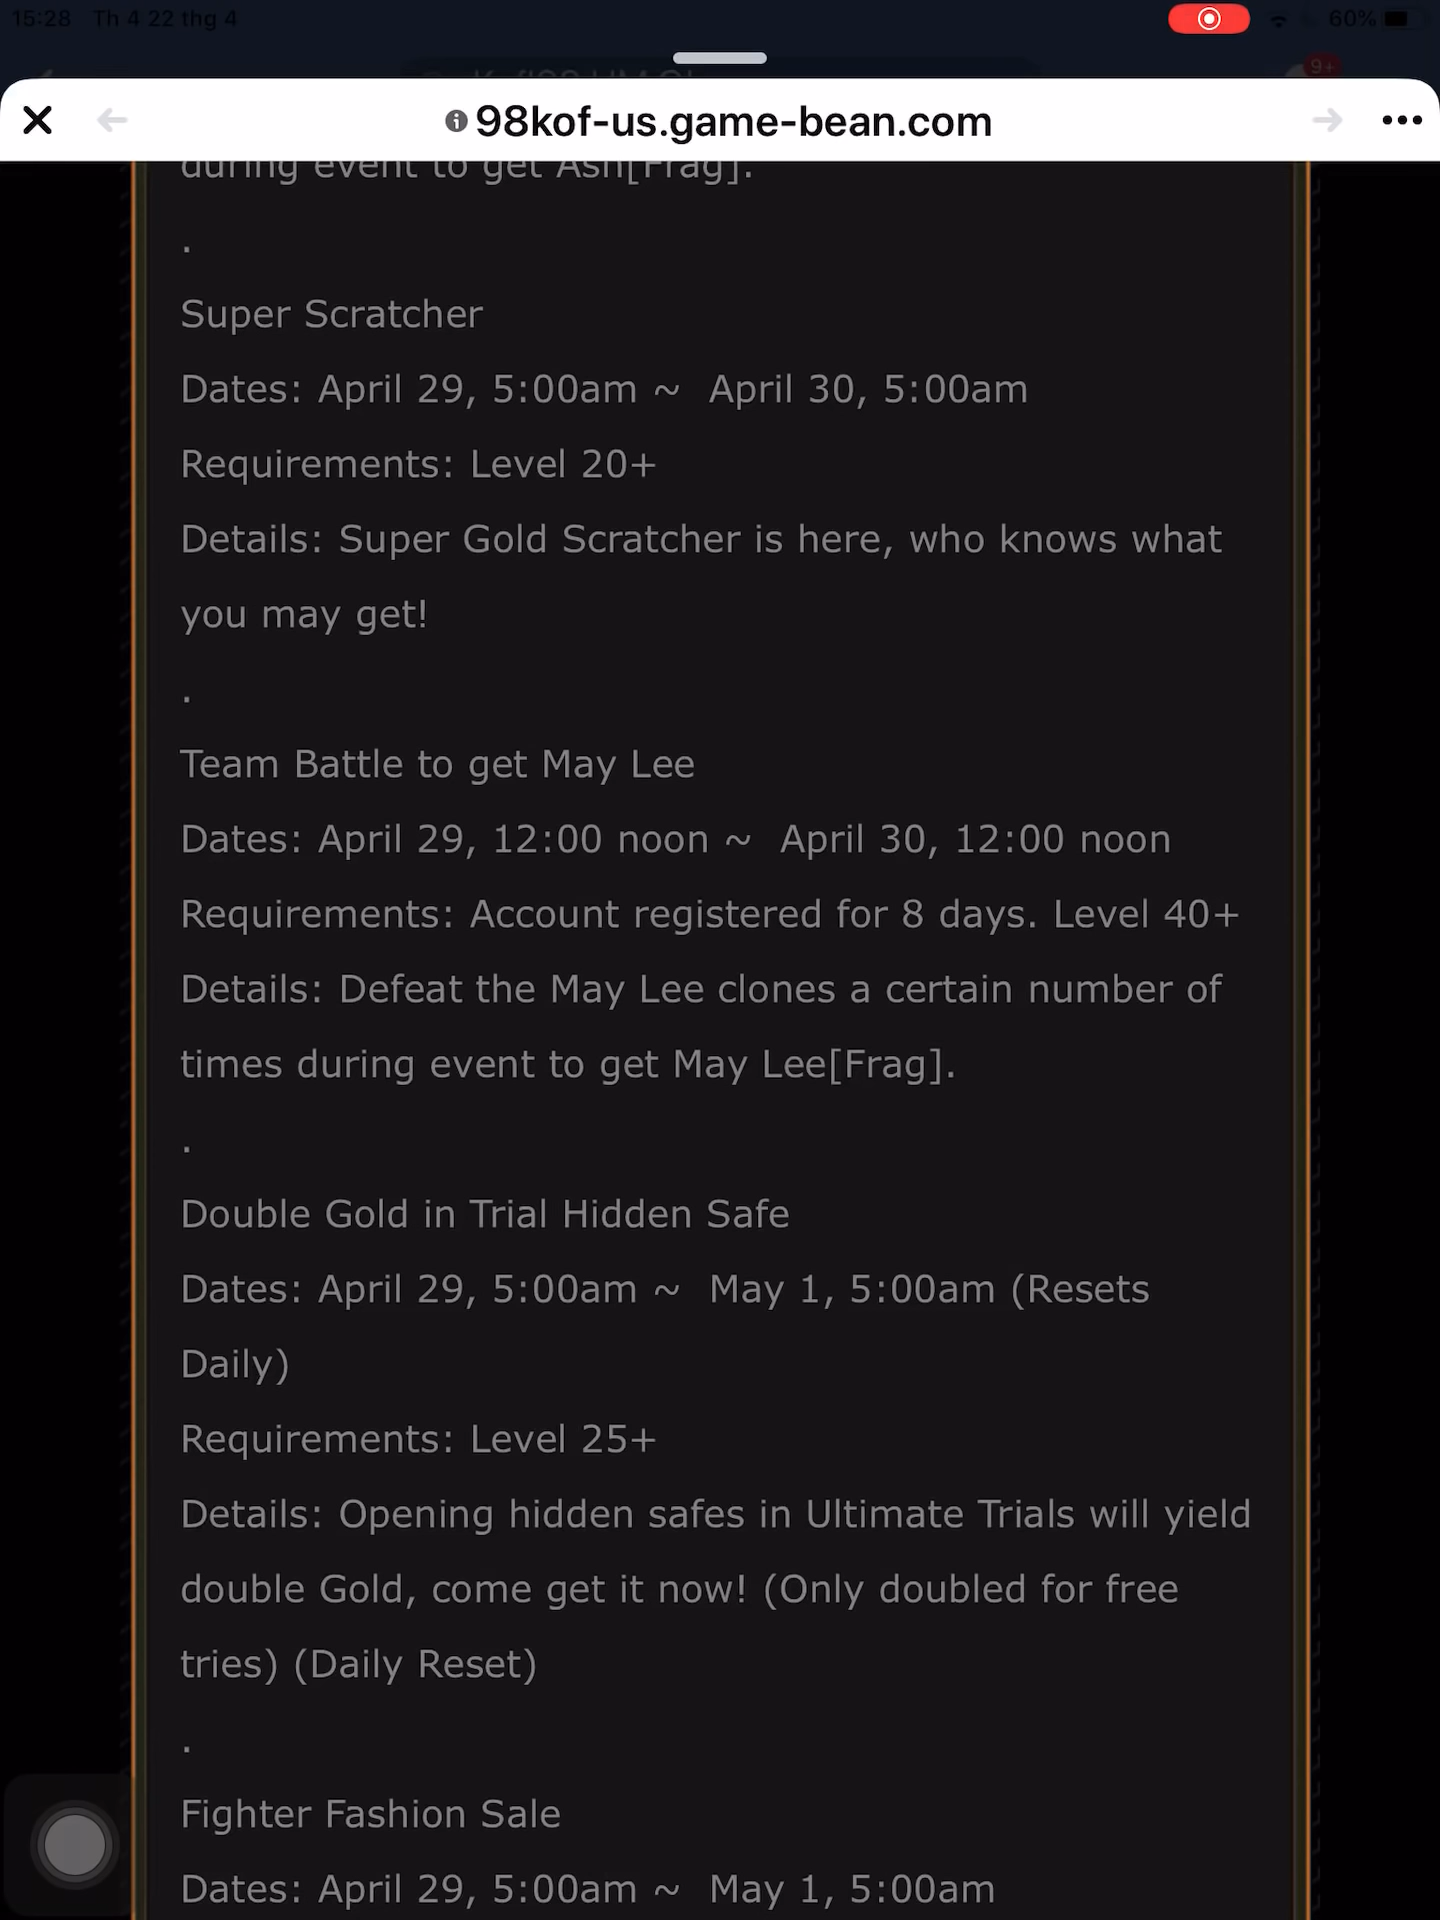 15:28 Th 4 22 thg 4
60%
9+
98kof-us.game-bean.com
during event to get Ash[Frag].
.
Super Scratcher
Dates: April 29, 5:00am ~ April 30, 5:00am
Requirements: Level 20+
Details: Super Gold Scratcher is here, who knows what
you may get!
.
Team Battle to get May Lee
Dates: April 29, 12:00 noon ~ April 30, 12:00 noon
Requirements: Account registered for 8 days. Level 40+
Details: Defeat the May Lee clones a certain number of
times during event to get May Lee[Frag].
.
Double Gold in Trial Hidden Safe
Dates: April 29, 5:00am ~ May 1, 5:00am (Resets
Daily)
Requirements: Level 25+
Details: Opening hidden safes in Ultimate Trials will yield
double Gold, come get it now! (Only doubled for free
tries) (Daily Reset)
.
Fighter Fashion Sale
Dates: April 29, 5:00am ~ May 1, 5:00am